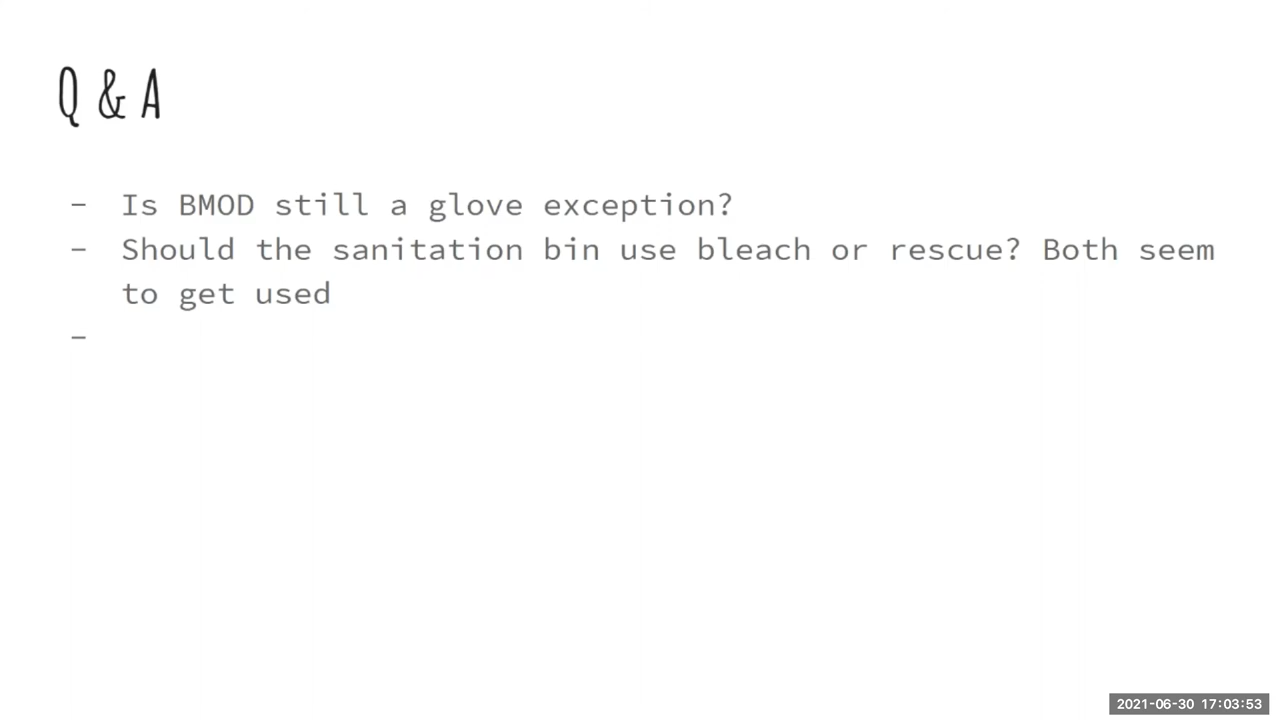 Q & A
- Is BMOD still a glove exception?
- Should the sanitation bin use bleach or rescue? Both seem
to get used
-
2021-06-30 17:03:53